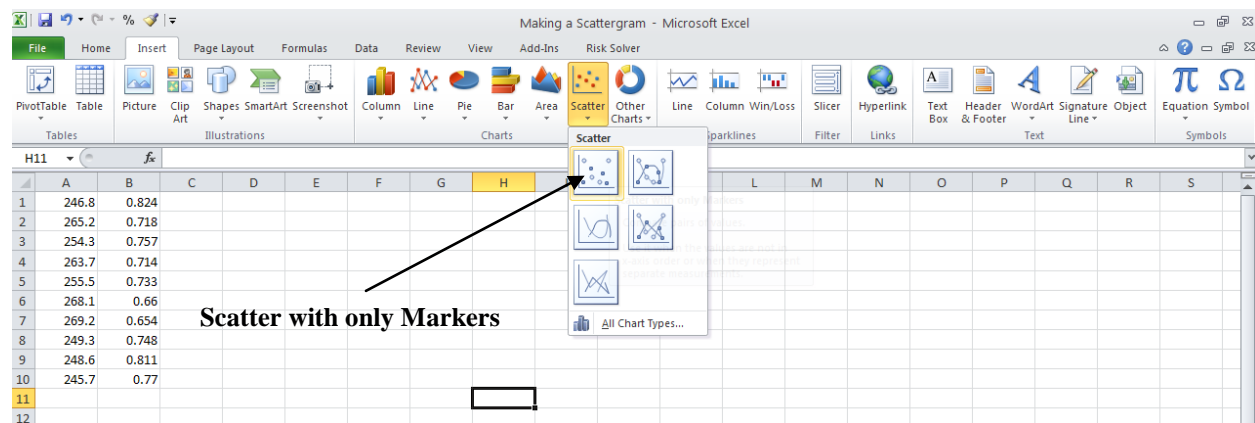 Making a Scattergram - Microsoft Excel
File Home Insert Page Layout Formulas Data Review View Add-Ins Risk Solver
PivotTable Table Picture Clip Art Shapes SmartArt Screenshot Column Line Pie Bar Area Scatter Other Charts Line Column Win/Loss Slicer Hyperlink Text Box Header & Footer WordArt Signature Line Object Equation Symbol
Tables Illustrations Charts Sparklines Filter Links Text Symbols
Scatter
H11 fx
A B C D E F G H L M N O P Q R S
1 246.8 0.824
2 265.2 0.718
3 254.3 0.757
4 263.7 0.714
5 255.5 0.733
6 268.1 0.66
7 269.2 0.654
8 249.3 0.748
9 248.6 0.811
10 245.7 0.77
11
12
Scatter with only Markers
All Chart Types...